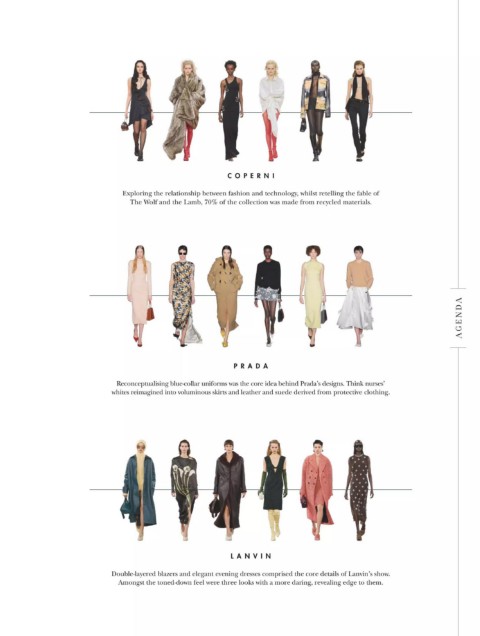 COPERNI
Exploring the relationship between fashion and technology, whilst retelling the fable of
The Wolf and the Lamb, 70% of the collection was made from recycled materials.
AGENDA
PRADA
Reconceptualising blue-collar uniforms was the core idea behind Prada's designs. Think nurses'
whites reimagined into voluminous skirts and leather and suede derived from protective clothing.
LANVIN
Double-layered blazers and elegant evening dresses comprised the core details of Lanvin's show.
Amongst the toned-down feel were three looks with a more daring, revealing edge to them.